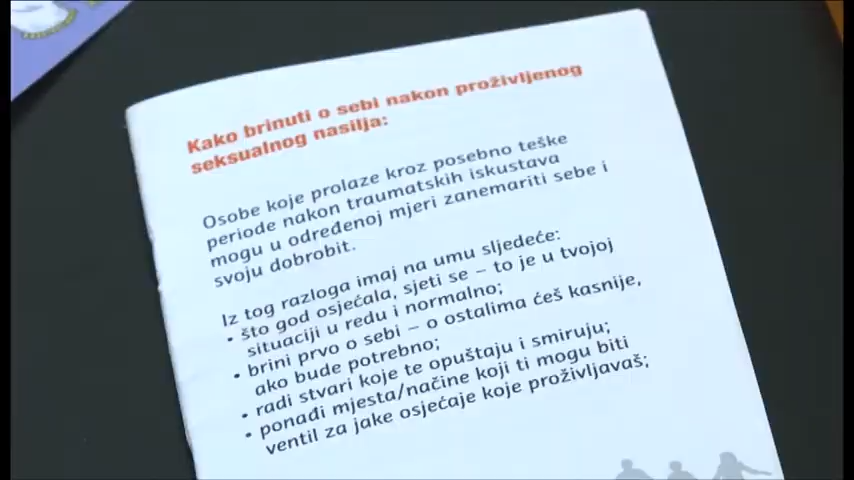 Kako brinuti o sebi nakon proživljenog
seksualnog nasilja:
Osobe koje prolaze kroz posebno teške
periode nakon traumatskih iskustava
mogu u određenoj mjeri zanemariti sebe i
svoju dobrobit.
Iz tog razloga imaj na umu sljedeće:
• što god osjećala, sjeti se – to je u tvojoj
situaciji u redu i normalno;
• brini prvo o sebi – o ostalima ćeš kasnije,
ako bude potrebno;
• radi stvari koje te opuštaju i smiruju;
• ponađi mjesta/načine koji ti mogu biti
ventil za jake osjećaje koje proživljavaš;